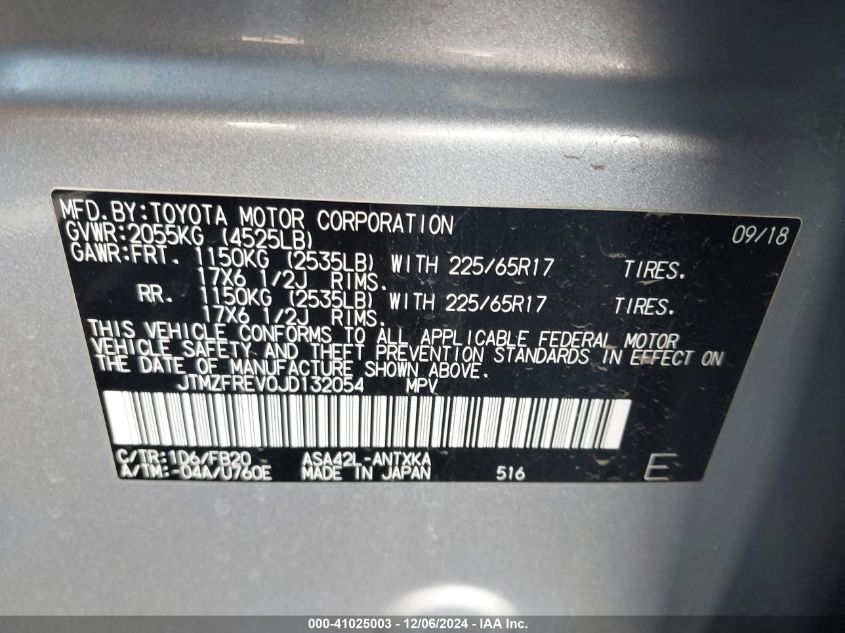 MFD.BY:TOYOTA MOTOR CORPORATION 09/18
GVWR:2055KG (4525LB)
GAWR:FRT. 1150KG (2535LB) WITH 225/65R17 TIRES.
17X6 1/2J RIMS.
RR. 1150KG (2535LB) WITH 225/65R17 TIRES.
17X6 1/2J RIMS.
THIS VEHICLE CONFORMS TO ALL APPLICABLE FEDERAL MOTOR
VEHICLE SAFETY AND THEFT PREVENTION STANDARDS IN EFFECT ON
THE DATE OF MANUFACTURE SHOWN ABOVE.
JTMZFREV0JD132054 MPV
C/TR:1D6/FB20 ASA42L-ANTXKA
A/TM:-04A/U760E MADE IN JAPAN 516 E
000-41025003 - 12/06/2024 - IAA Inc.